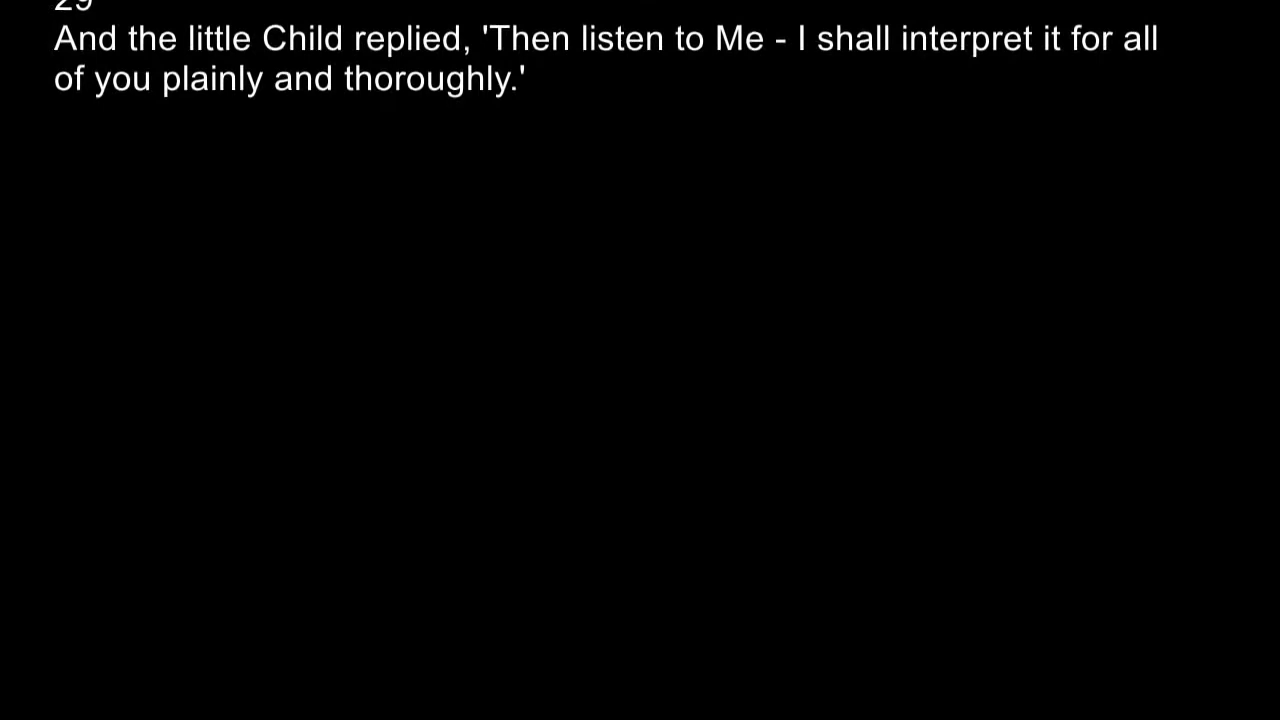 29
And the little Child replied, 'Then listen to Me - I shall interpret it for all
of you plainly and thoroughly.'